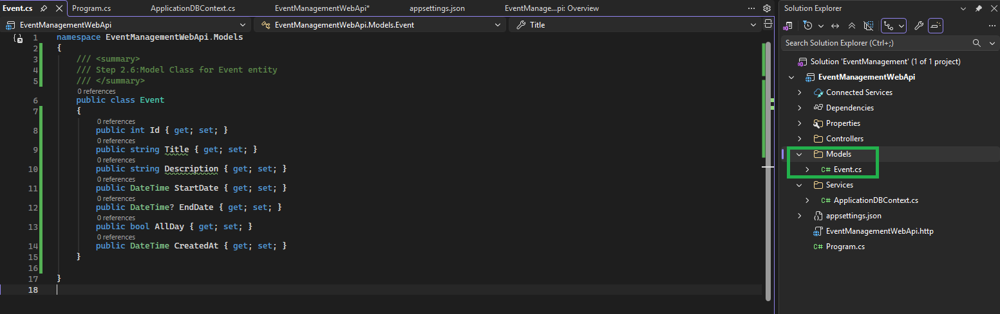 Event.cs Program.cs ApplicationDBContext.cs EventManagementWebApi* appsettings.json EventManage...pi: Overview
EventManagementWebApi EventManagementWebApi.Models.Event Title
1 namespace EventManagementWebApi.Models
2 {
3 /// <summary>
4 /// Step 2.6:Model Class for Event entity
5 /// </summary>
0 references
6 public class Event
7 {
0 references
8 public int Id { get; set; }
0 references
9 public string Title { get; set; }
0 references
10 public string Description { get; set; }
0 references
11 public DateTime StartDate { get; set; }
0 references
12 public DateTime? EndDate { get; set; }
0 references
13 public bool AllDay { get; set; }
0 references
14 public DateTime CreatedAt { get; set; }
15 }
16
17 }
18
Solution Explorer
Search Solution Explorer (Ctrl+;)
Solution 'EventManagement' (1 of 1 project)
EventManagementWebApi
Connected Services
Dependencies
Properties
Controllers
Models
C# Event.cs
Services
C# ApplicationDBContext.cs
appsettings.json
EventManagementWebApi.http
C# Program.cs